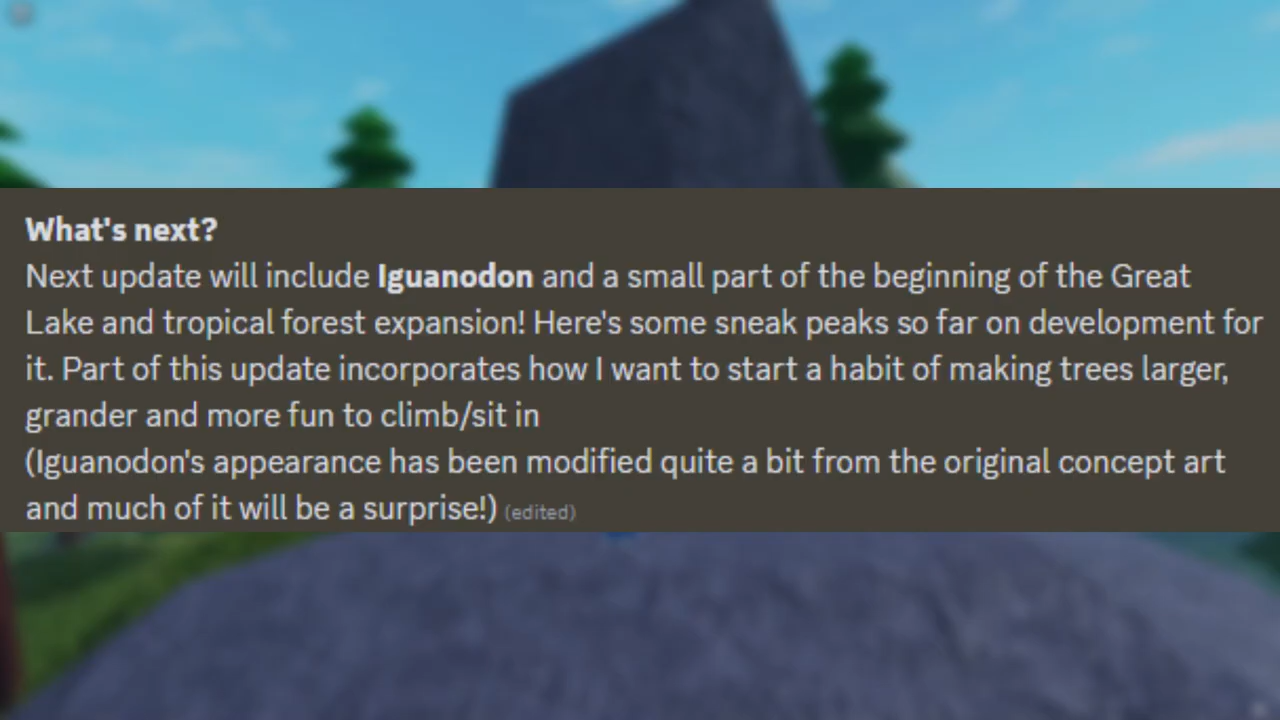 What's next?
Next update will include Iguanodon and a small part of the beginning of the Great
Lake and tropical forest expansion! Here's some sneak peaks so far on development for
it. Part of this update incorporates how I want to start a habit of making trees larger,
grander and more fun to climb/sit in
(Iguanodon's appearance has been modified quite a bit from the original concept art
and much of it will be a surprise!) (edited)